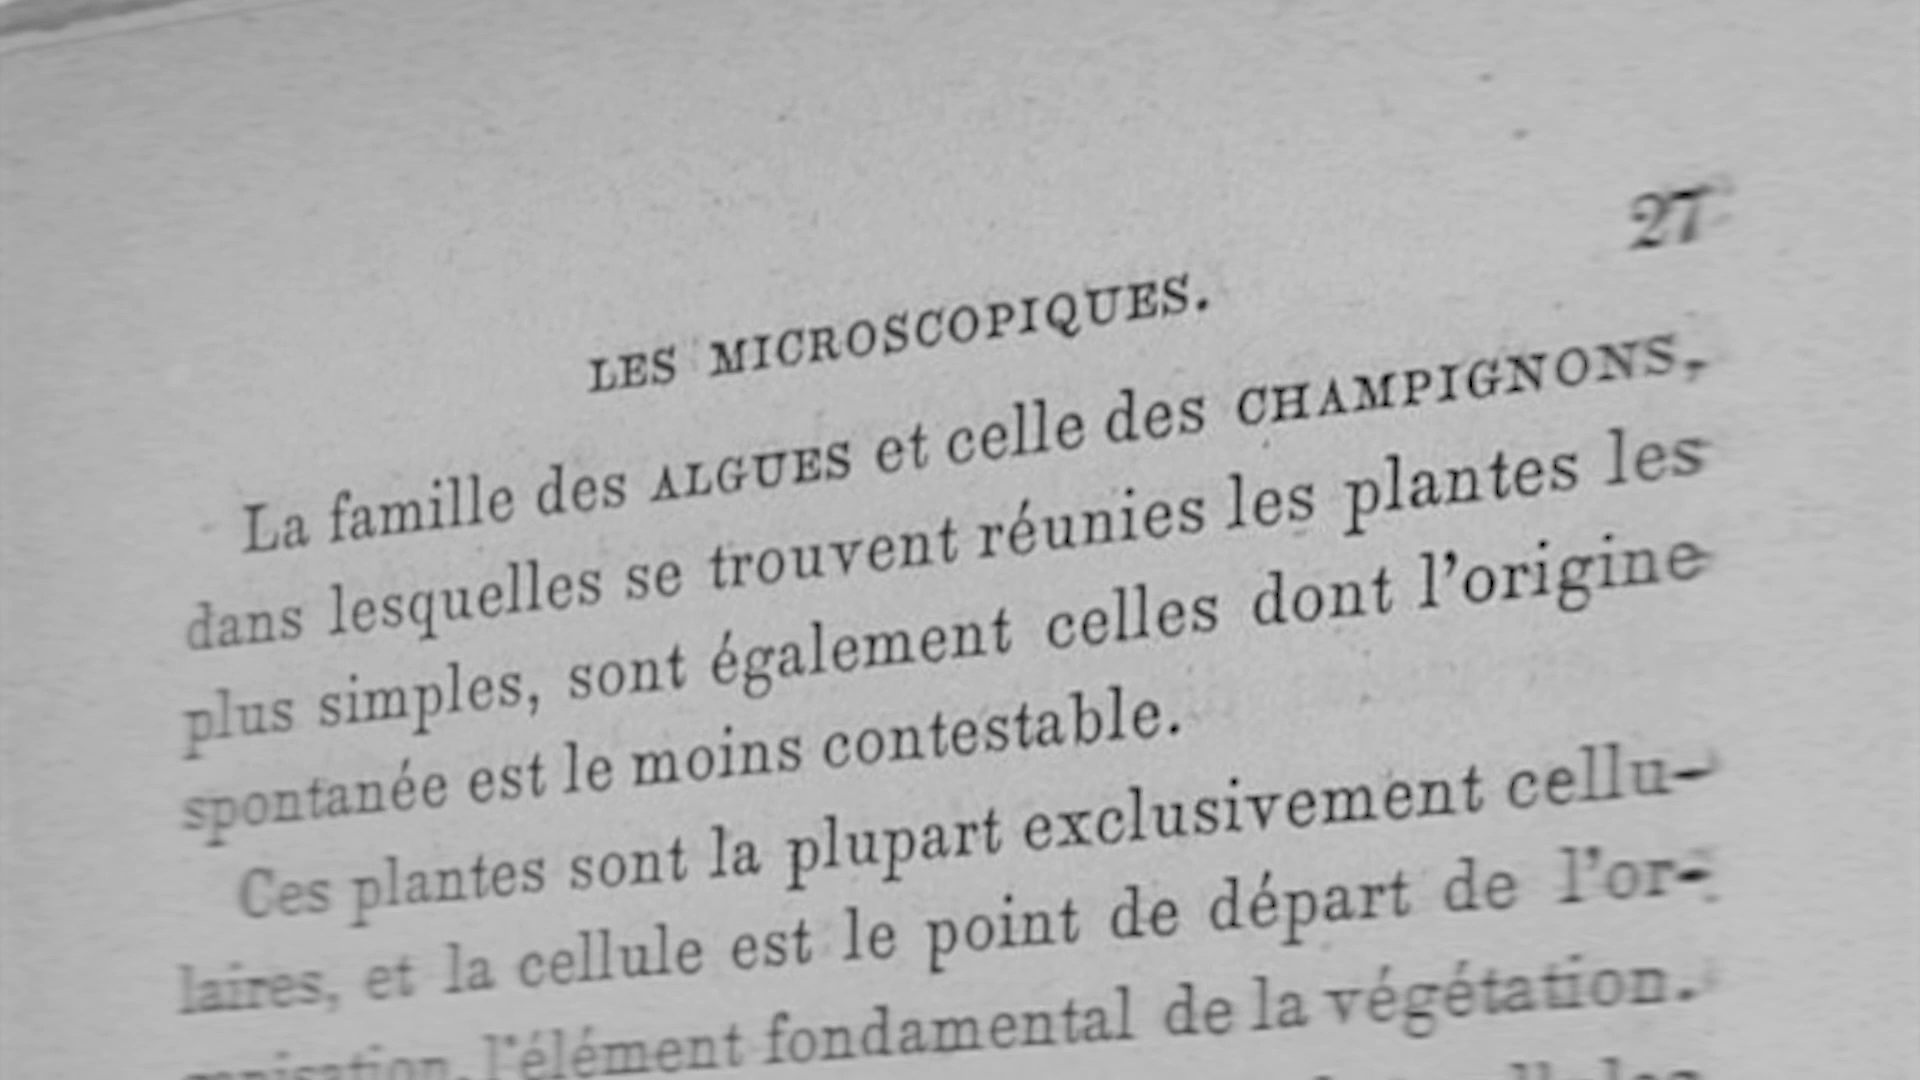 27
LES MICROSCOPIQUES.
La famille des ALGUES et celle des CHAMPIGNONS,
dans lesquelles se trouvent réunies les plantes les
plus simples, sont également celles dont l'origine
spontanée est le moins contestable.
Ces plantes sont la plupart exclusivement cellu-
laires, et la cellule est le point de départ de l'or-
ganisation, l'élément fondamental de la végétation.